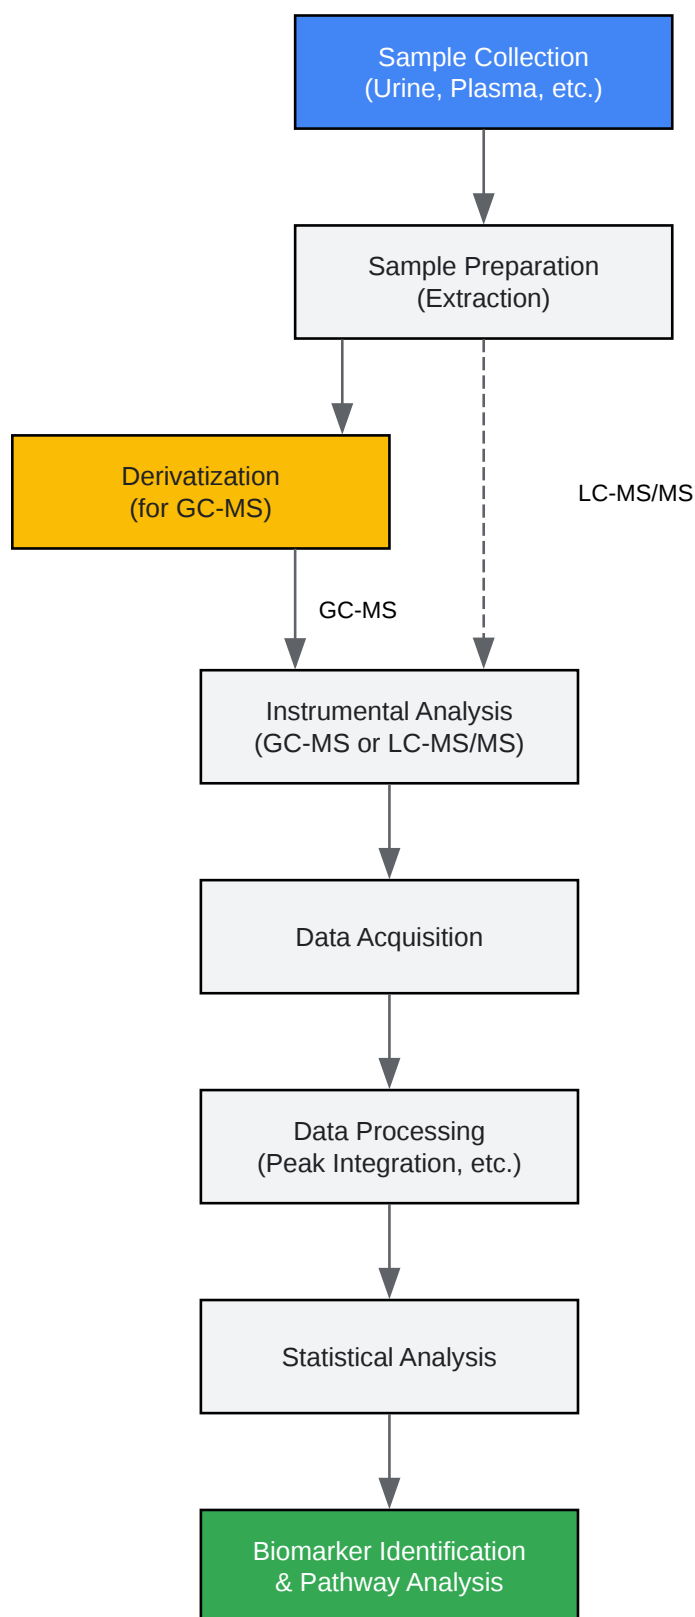 Sample Collection
(Urine, Plasma, etc.)
Sample Preparation
(Extraction)
Derivatization
(for GC-MS)
LC-MS/MS
GC-MS
Instrumental Analysis
(GC-MS or LC-MS/MS)
Data Acquisition
Data Processing
(Peak Integration, etc.)
Statistical Analysis
Biomarker Identification
& Pathway Analysis